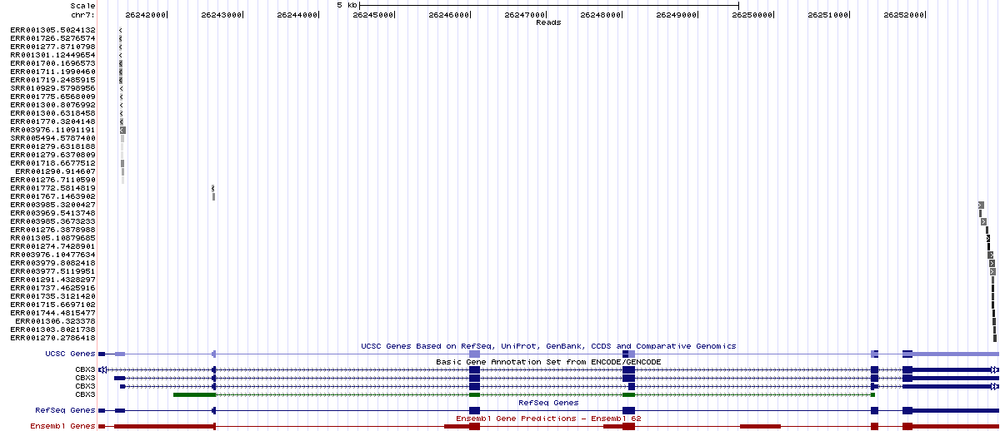 Scale 5 kb
chr7: 26242000 26243000 26244000 26245000 26246000 26247000 26248000 26249000 26250000 26251000 26252000
Reads
ERR001305.5024132
ERR001726.5276574
ERR001277.8710798
RR001301.12449654
ERR001700.1696573
ERR001711.1990460
ERR001719.2485915
SRR010929.5798956
ERR001775.6568009
ERR001300.8076992
ERR001300.6318458
ERR001770.3204148
RR003976.11091191
SRR005494.5787400
ERR001279.6318188
ERR001279.6370809
ERR001718.6677512
ERR001290.914607
ERR001276.7110590
ERR001772.5814819
ERR001767.1463902
ERR003985.3200427
ERR003969.5413748
ERR003985.3673233
ERR001276.3878988
RR001305.10879685
ERR001274.7428901
RR003976.10477634
ERR003979.8082418
ERR003977.5119951
ERR001291.4328297
ERR001737.4625916
ERR001735.3121420
ERR001715.6697102
ERR001744.4815477
ERR001306.323378
ERR001303.8021738
ERR001270.2786418
UCSC Genes Based on RefSeq, UniProt, GenBank, CCDS and Comparative Genomics
UCSC Genes
Basic Gene Annotation Set from ENCODE/GENCODE
CBX3
CBX3
CBX3
CBX3
RefSeq Genes
RefSeq Genes
Ensembl Gene Predictions - Ensembl 62
Ensembl Genes